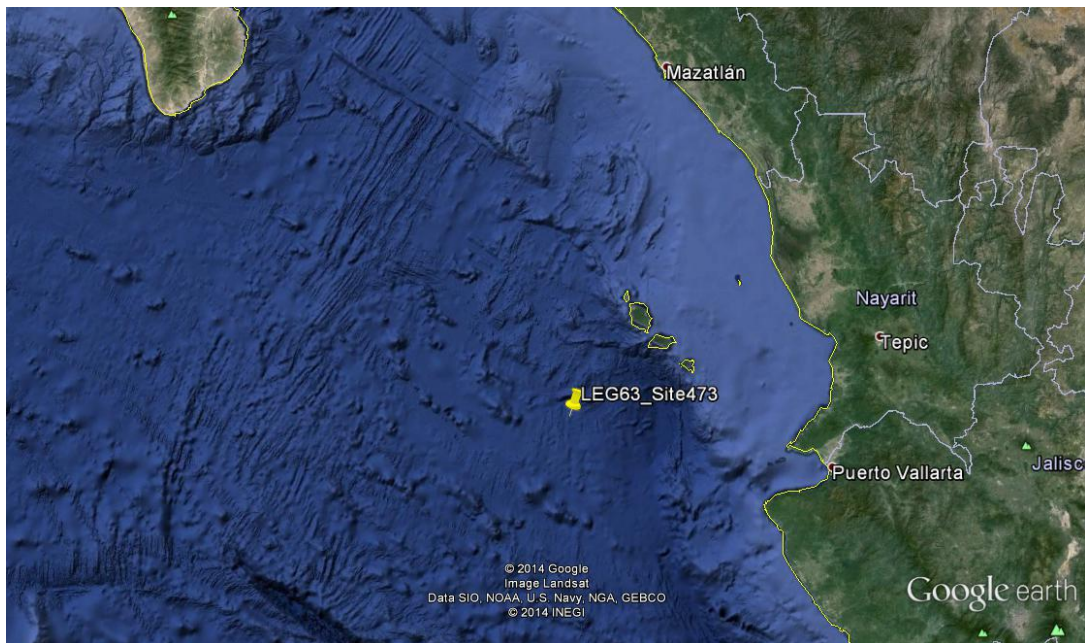 Mazatlán
Nayarit
Tepic
LEG63_Site473
Puerto Vallarta
Jalisc
© 2014 Google
Image Landsat
Data SIO, NOAA, U.S. Navy, NGA, GEBCO
© 2014 INEGI
Google earth